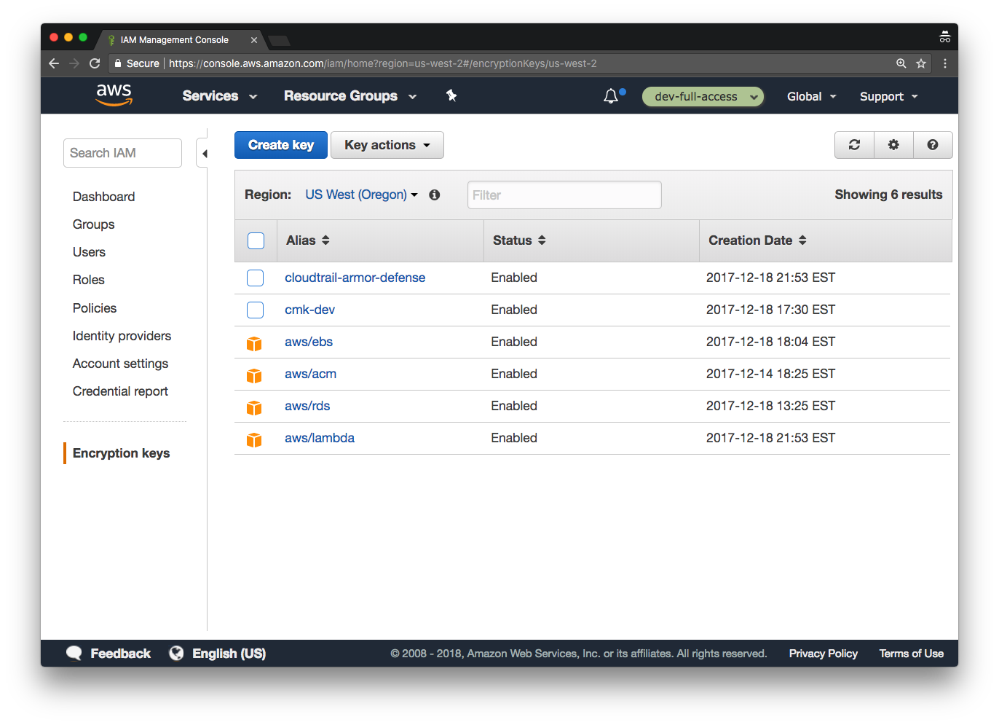 IAM Management Console
Secure https://console.aws.amazon.com/iam/home?region=us-west-2#/encryptionKeys/us-west-2
aws Services Resource Groups dev-full-access Global Support
Search IAM
Dashboard
Groups
Users
Roles
Policies
Identity providers
Account settings
Credential report
Encryption keys
Create key Key actions
Region: US West (Oregon) Filter Showing 6 results
Alias Status Creation Date
cloudtrail-armor-defense Enabled 2017-12-18 21:53 EST
cmk-dev Enabled 2017-12-18 17:30 EST
aws/ebs Enabled 2017-12-18 18:04 EST
aws/acm Enabled 2017-12-14 18:25 EST
aws/rds Enabled 2017-12-18 13:25 EST
aws/lambda Enabled 2017-12-18 21:53 EST
Feedback English (US) © 2008 - 2018, Amazon Web Services, Inc. or its affiliates. All rights reserved. Privacy Policy Terms of Use